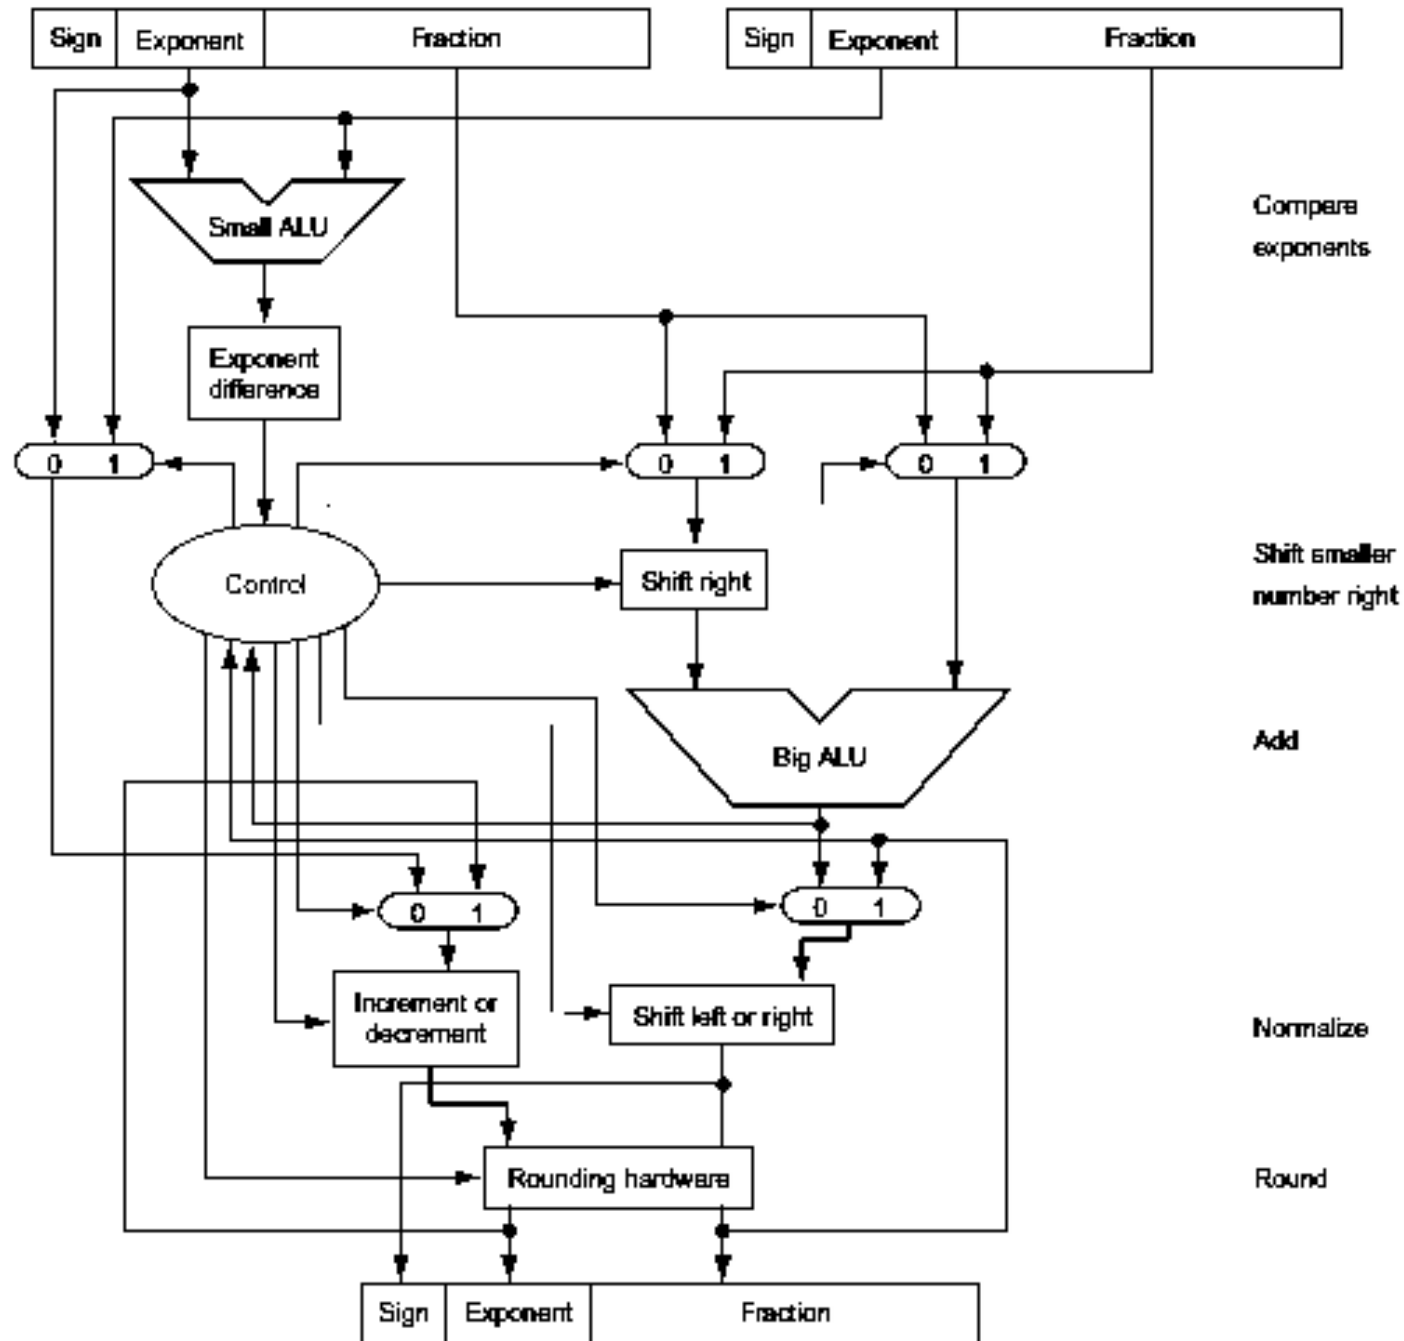 Sign Exponent Fraction Sign Exponent Fraction
Small ALU
Compare
exponents
Exponent
difference
0 1 0 1 0 1
Control
Shift right
Shift smaller
number right
Big ALU
Add
0 1 0 1
Increment or
decrement
Shift left or right
Normalize
Rounding hardware
Round
Sign Exponent Fraction